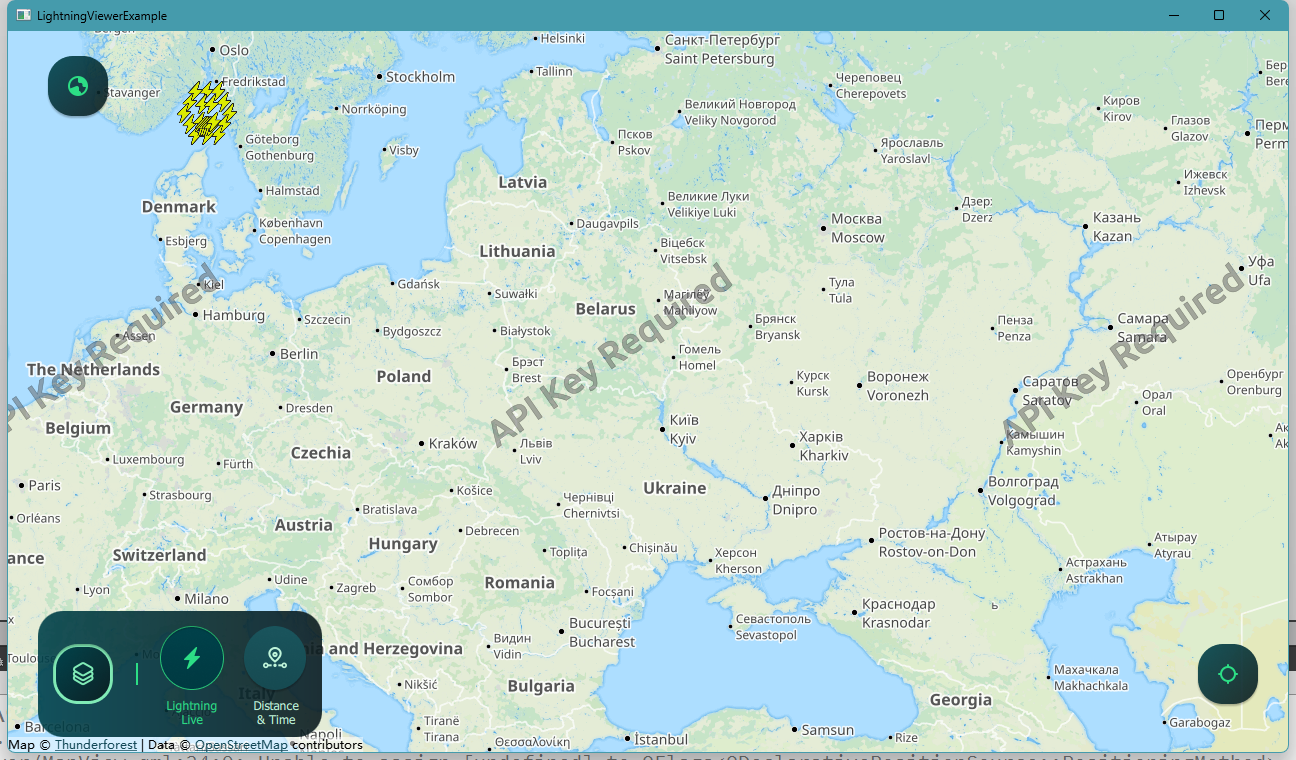 LightningViewerExample
Bergen
Oslo
Helsinki
Санкт-Петербург
Saint Petersburg
Stavanger
Fredrikstad
Stockholm
Tallinn
Череповец
Cherepovets
Norrköping
Великий Новгород
Veliky Novgorod
Киров
Kirov
Глазов
Glazov
Göteborg
Gothenburg
Visby
Псков
Pskov
Ярославль
Yaroslavl
Halmstad
Latvia
Ижевск
Izhevsk
Denmark
Великие Луки
Velikiye Luki
København
Copenhagen
Daugavpils
Москва
Moscow
Казань
Kazan
Esbjerg
Lithuania
Віцебск
Vitsebsk
Уфа
Ufa
Kiel
Gdańsk
Suwałki
Тула
Tula
Hamburg
Szczecin
Belarus
Mahilyow
Самара
Samara
Assen
Bydgoszcz
Białystok
Брянск
Bryansk
Пенза
Penza
API Key Required
API Key Required
API Key Required
Berlin
Брэст
Brest
Гомель
Homel
The Netherlands
Poland
Курск
Kursk
Воронеж
Voronezh
Саратов
Saratov
Оренбург
Orenburg
Germany
Dresden
Орал
Oral
Belgium
Київ
Kyiv
Kraków
Львів
Lviv
Харків
Kharkiv
Камышин
Kamyshin
Czechia
Luxembourg
Fürth
Paris
Strasbourg
Košice
Ukraine
Дніпро
Dnipro
Волгоград
Volgograd
Чернівці
Chernivtsi
Orléans
Bratislava
Austria
Debrecen
Ростов-на-Дону
Rostov-on-Don
Атырау
Atyrau
ance
Switzerland
Hungary
Toplița
Chișinău
Херсон
Kherson
Астрахань
Astrakhan
Lyon
Udine
Zagreb
Сомбор
Sombor
Romania
Focșani
Milano
Краснодар
Krasnodar
ь
Севастополь
Sevastopol
București
Bucharest
Видин
Vidin
ia and Herzegovina
Махачкала
Makhachkala
Nikšić
Bulgaria
Georgia
Italy
Lightning
Live
Distance
& Time
Barcelona
Napoli
Tiranë
Тирана
Θεσσαλονίκη
İstanbul
Samsun
Rize
Garabogaz
Map © Thunderforest | Data © OpenStreetMap contributors